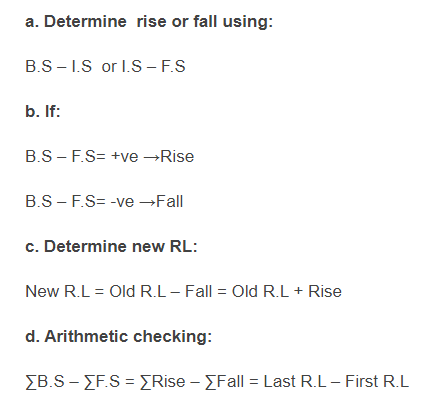 a. Determine  rise or fall using:
B.S – I.S  or I.S – F.S
b. If:
B.S – F.S= +ve →Rise
B.S – F.S= -ve →Fall
c. Determine new RL:
New R.L = Old R.L – Fall = Old R.L + Rise
d. Arithmetic checking:
∑B.S – ∑F.S = ∑Rise – ∑Fall = Last R.L – First R.L